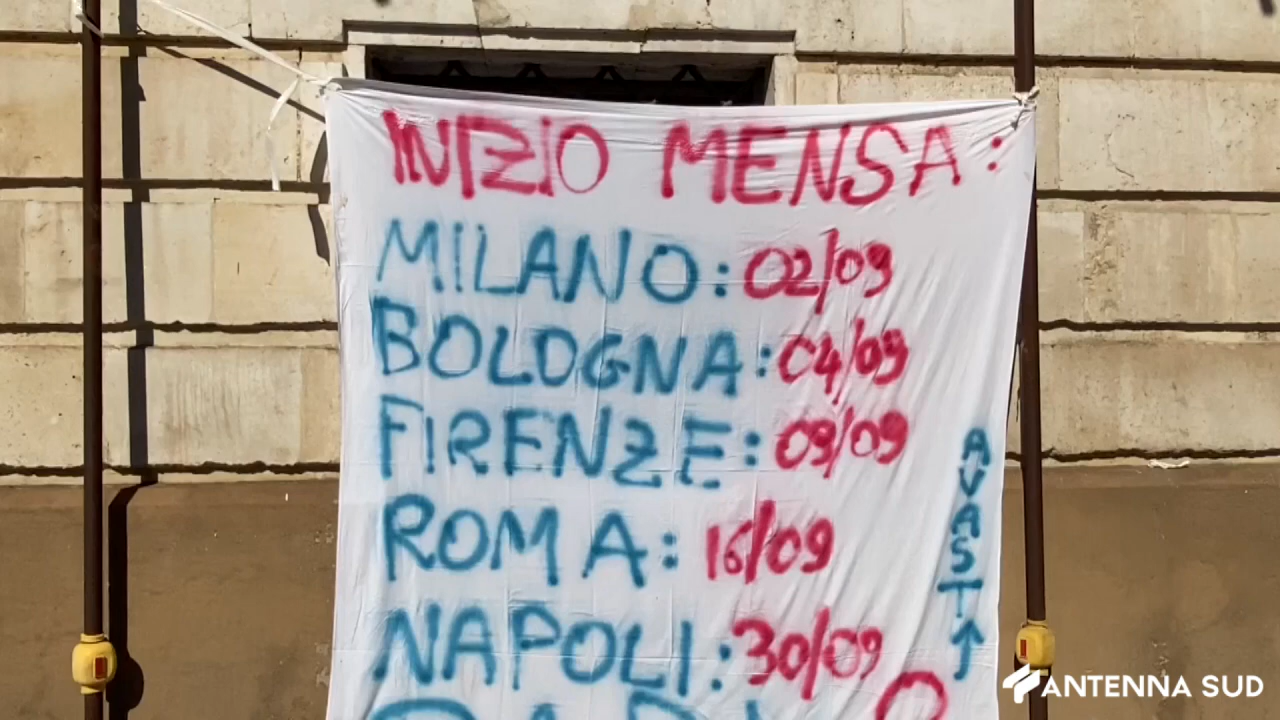 INIZIO MENSA:
MILANO: 02/09
BOLOGNA: 04/09
FIRENZE: 09/09
ROMA: 16/09
NAPOLI: 30/09
AVAST
ANTENNA SUD